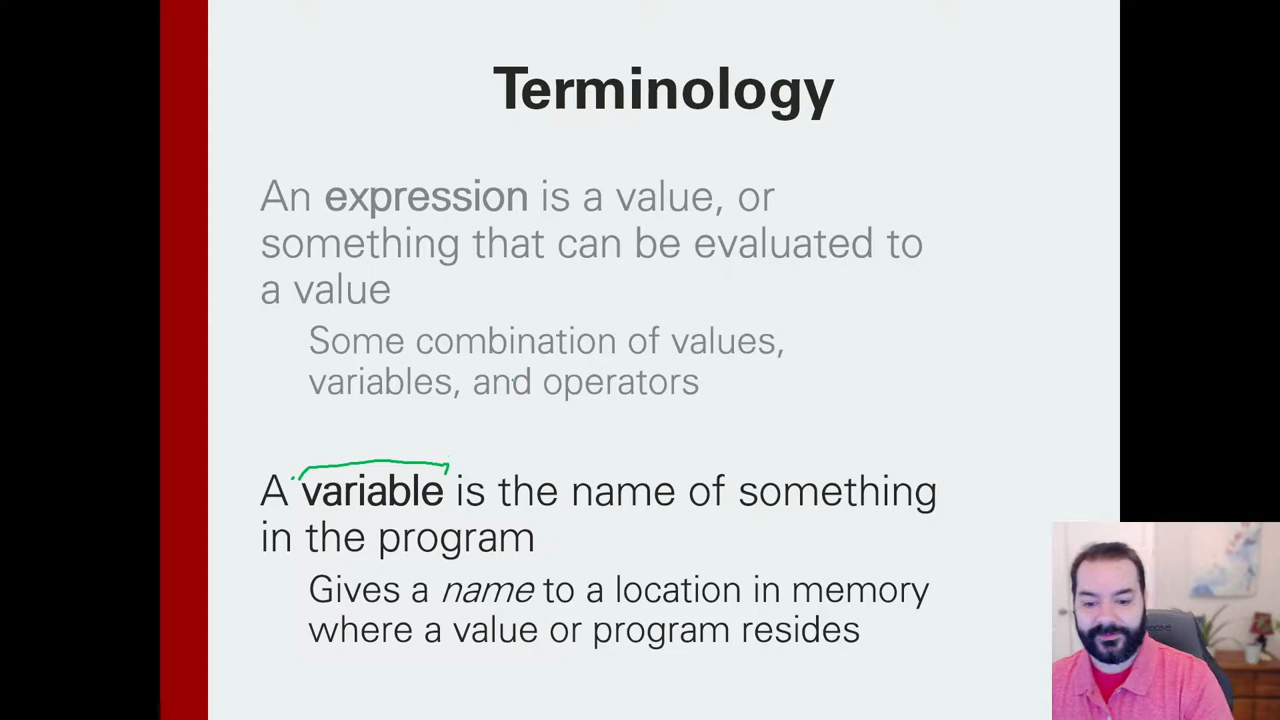 Terminology
An expression is a value, or
something that can be evaluated to
a value
Some combination of values,
variables, and operators
A variable is the name of something
in the program
Gives a name to a location in memory
where a value or program resides